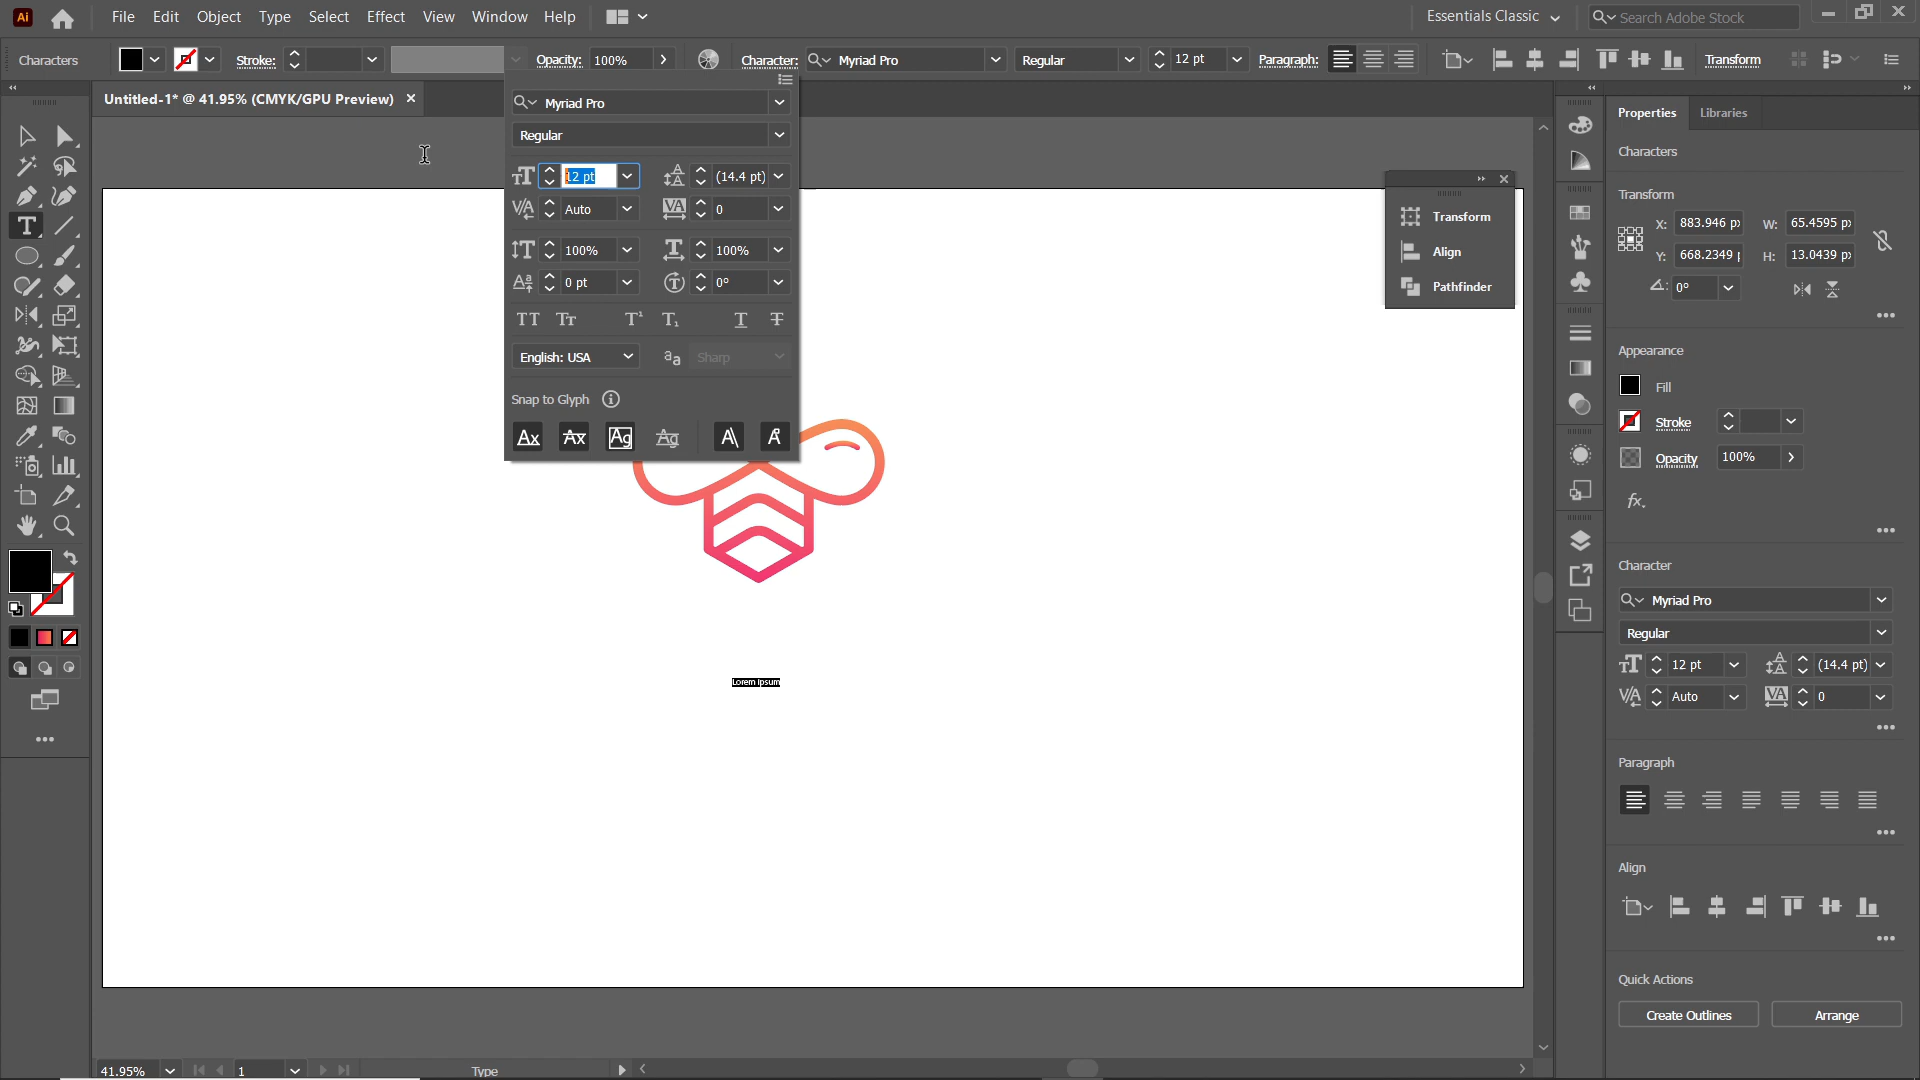 Ai File Edit Object Type Select Effect View Window Help Essentials Classic Search Adobe Stock
Characters Stroke: Opacity: 100% Character: Myriad Pro Regular 12 pt Paragraph: Transform
Untitled-1* @ 41.95% (CMYK/GPU Preview)
Myriad Pro
Regular
12 pt (14.4 pt)
Auto 0
100% 100%
0 pt 0°
English: USA Sharp
Snap to Glyph
Transform
Align
Pathfinder
Lorem ipsum
Properties Libraries
Characters
Transform
X: 883.946 W: 65.4595
Y: 668.2349 H: 13.0439
0°
Appearance
Fill
Stroke
Opacity 100%
fx.
Character
Myriad Pro
Regular
12 pt (14.4 pt)
Auto 0
Paragraph
Align
Quick Actions
Create Outlines Arrange
41.95% 1 Type